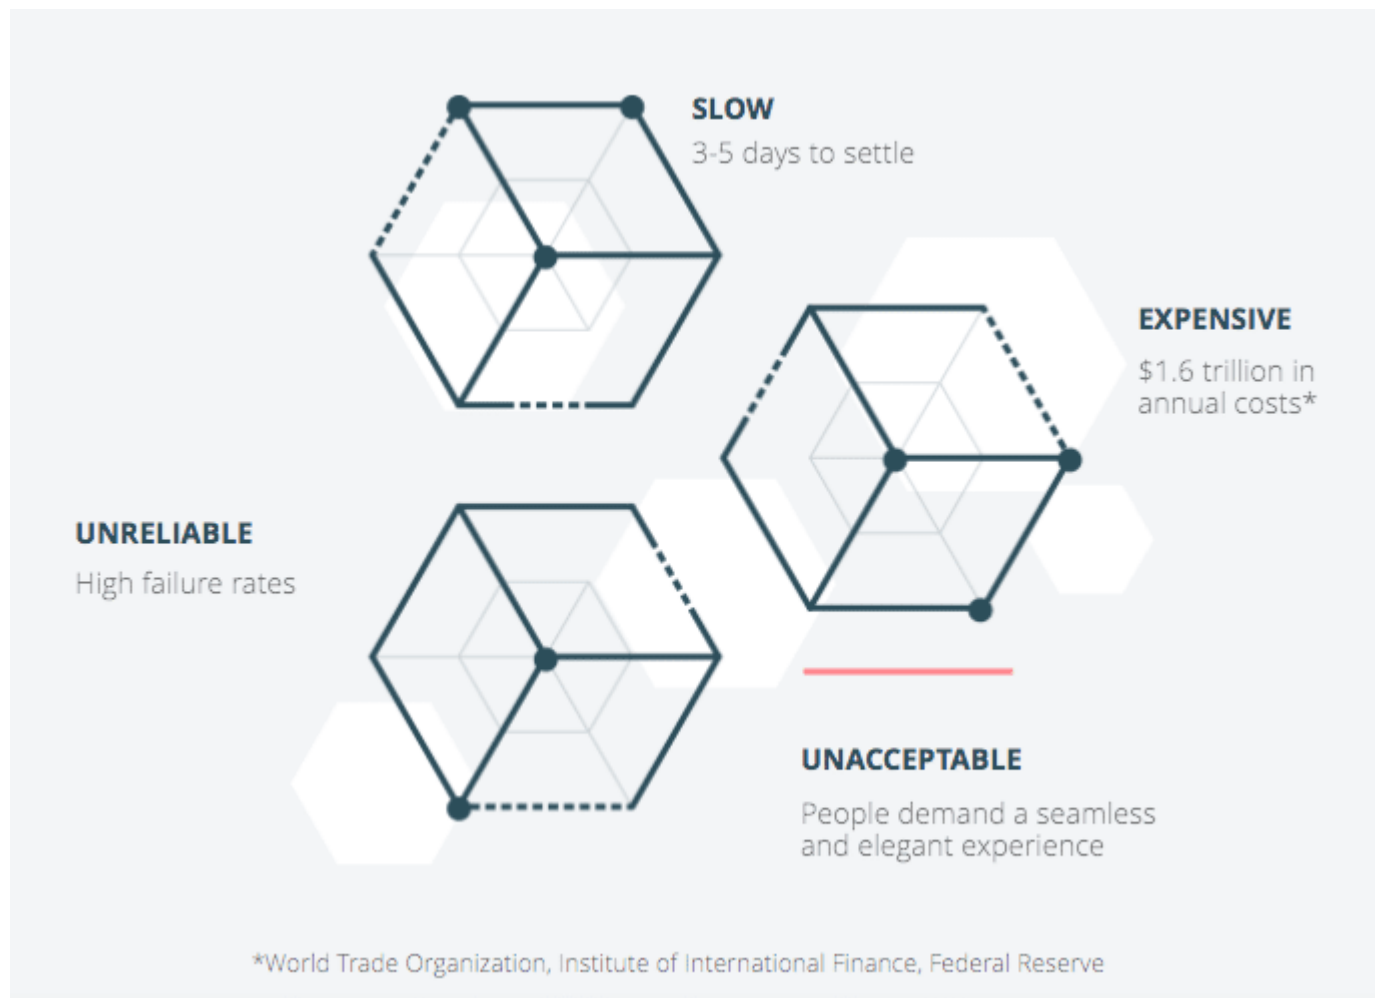 SLOW
3-5 days to settle
EXPENSIVE
$1.6 trillion in
annual costs*
UNRELIABLE
High failure rates
UNACCEPTABLE
People demand a seamless
and elegant experience
*World Trade Organization, Institute of International Finance, Federal Reserve